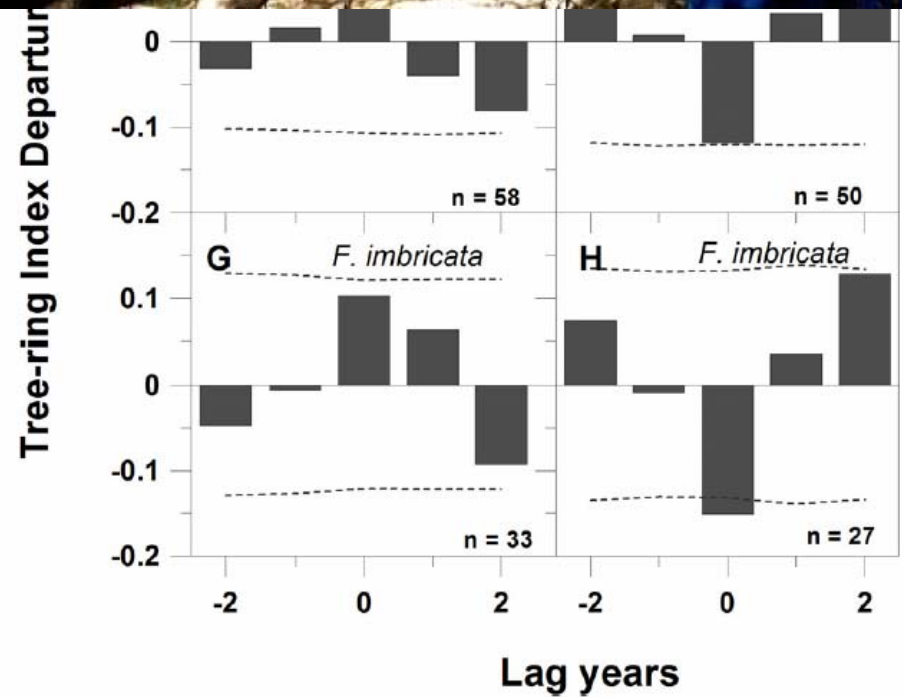 Tree-ring Index
0
-0.1
-0.2
n = 58
n = 50
G
F. imbricata
H
F. imbricata
0.1
0
-0.1
-0.2
n = 33
n = 27
-2 0 2 -2 0 2
Lag years